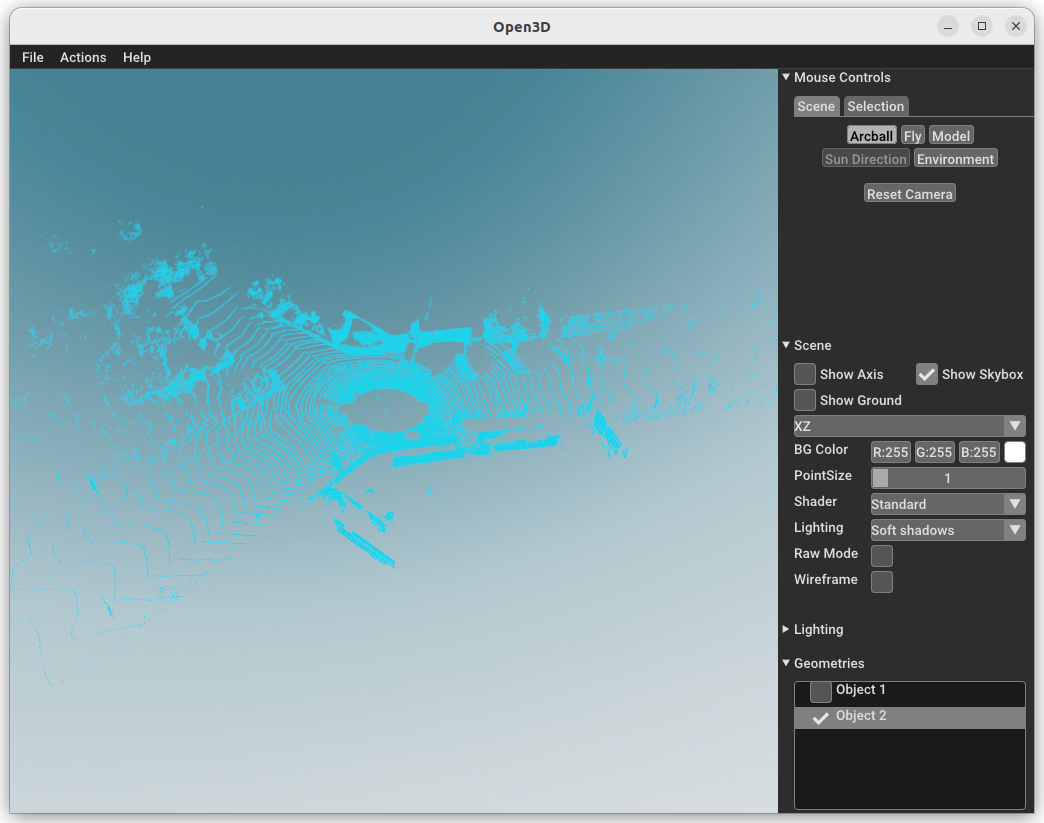 Open3D
File Actions Help
Mouse Controls
Scene Selection
Arcball Fly Model
Sun Direction Environment
Reset Camera
Scene
Show Axis Show Skybox
Show Ground
XZ
BG Color R:255 G:255 B:255
PointSize 1
Shader Standard
Lighting Soft shadows
Raw Mode
Wireframe
Lighting
Geometries
Object 1
Object 2